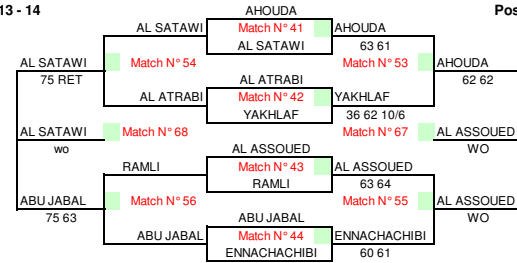 13 - 14 AHOUDA Pos
AL SATAWI Match N° 41 AHOUDA
AL SATAWI 63 61
AL SATAWI Match N° 54 Match N° 53 AHOUDA
75 RET AL ATRABI 62 62
AL ATRABI Match N° 42 YAKHLAF
YAKHLAF 36 62 10/6
AL SATAWI Match N° 68 Match N° 67 AL ASSOUED
wo AL ASSOUED WO
RAMLI Match N° 43 AL ASSOUED
RAMLI 63 64
ABU JABAL Match N° 56 Match N° 55 AL ASSOUED
75 63 ABU JABAL WO
ABU JABAL Match N° 44 ENNACHACHIBI
ENNACHACHIBI 60 61